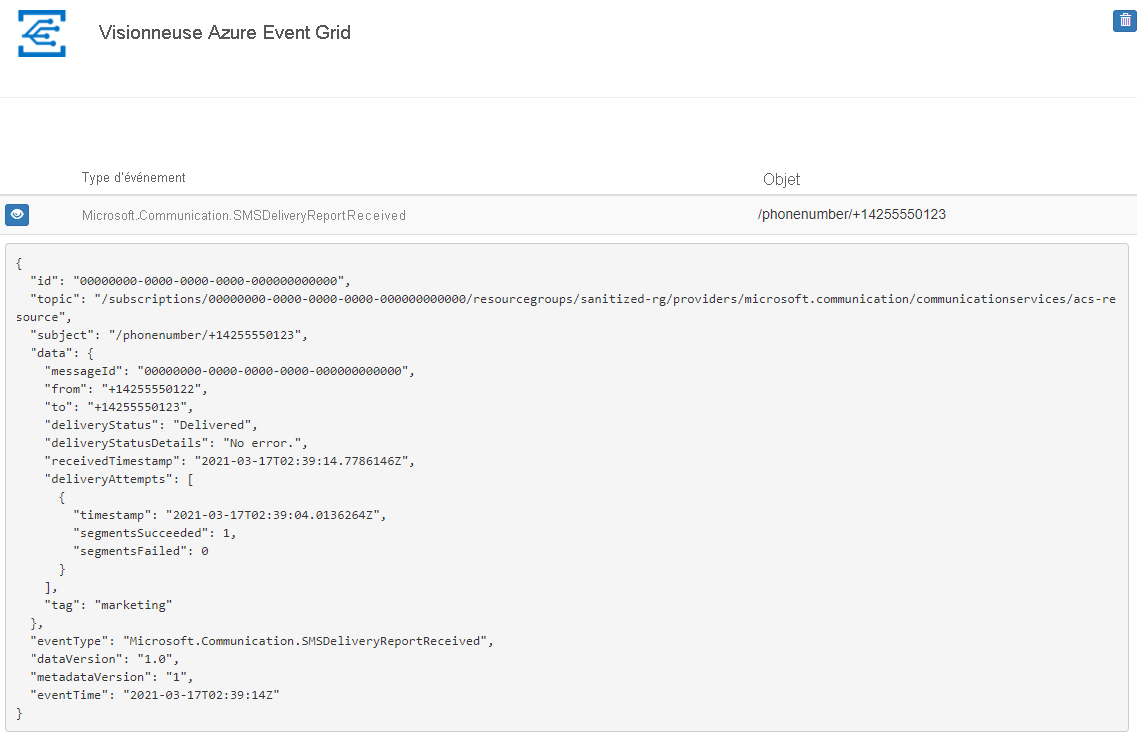 Visionneuse Azure Event Grid
Type d'événement Objet
Microsoft.Communication.SMSDeliveryReportReceived /phonenumber/+14255550123
{
"id": "00000000-0000-0000-0000-000000000000",
"topic": "/subscriptions/00000000-0000-0000-0000-000000000000/resourcegroups/sanitized-rg/providers/microsoft.communication/communicationservices/acs-re
source",
"subject": "/phonenumber/+14255550123",
"data": {
"messageId": "00000000-0000-0000-0000-000000000000",
"from": "+14255550122",
"to": "+14255550123",
"deliveryStatus": "Delivered",
"deliveryStatusDetails": "No error.",
"receivedTimestamp": "2021-03-17T02:39:14.7786146Z",
"deliveryAttempts": [
{
"timestamp": "2021-03-17T02:39:04.0136264Z",
"segmentsSucceeded": 1,
"segmentsFailed": 0
}
],
"tag": "marketing"
},
"eventType": "Microsoft.Communication.SMSDeliveryReportReceived",
"dataVersion": "1.0",
"metadataVersion": "1",
"eventTime": "2021-03-17T02:39:14Z"
}